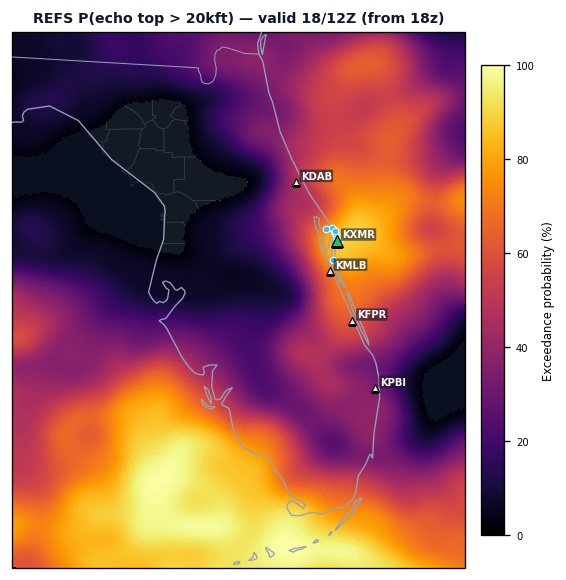 REFS P(echo top > 20kft) — valid 18/12Z (from 18z)
KDAB
KXMR
KMLB
KFPR
KPBI
100
80
60
40
20
0
Exceedance probability (%)